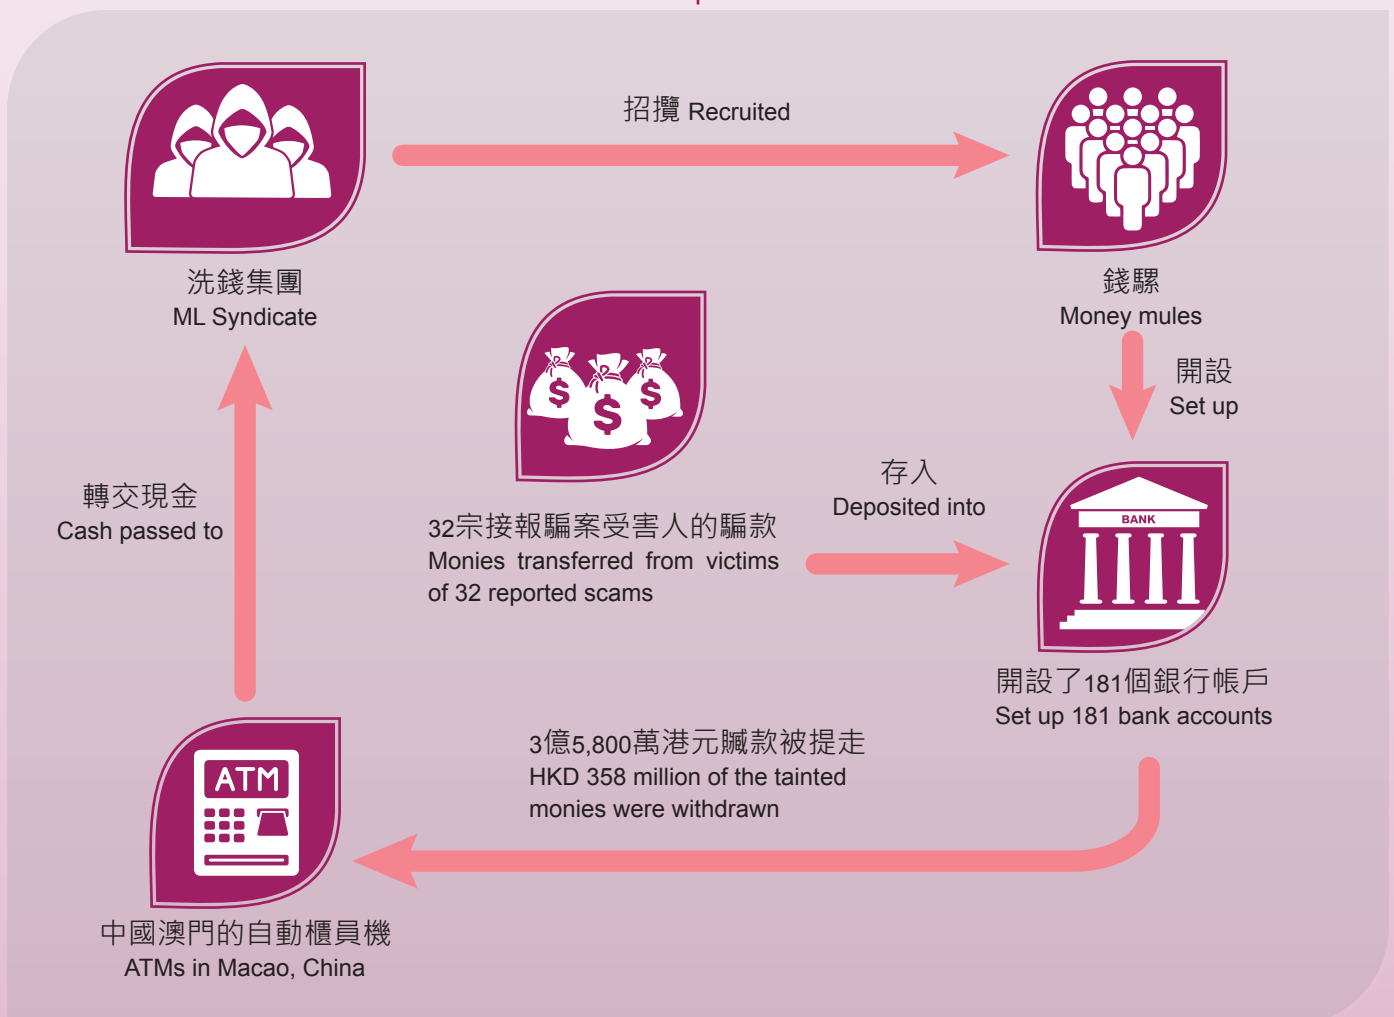 招攬 Recruited
洗錢集團
ML Syndicate
錢騾
Money mules
開設
Set up
$ $ $
存入
Deposited into
轉交現金
Cash passed to
32宗接報騙案受害人的騙款
Monies transferred from victims
of 32 reported scams
BANK
開設了181個銀行帳戶
Set up 181 bank accounts
3億5,800萬港元贓款被提走
HKD 358 million of the tainted
monies were withdrawn
ATM
中國澳門的自動櫃員機
ATMs in Macao, China